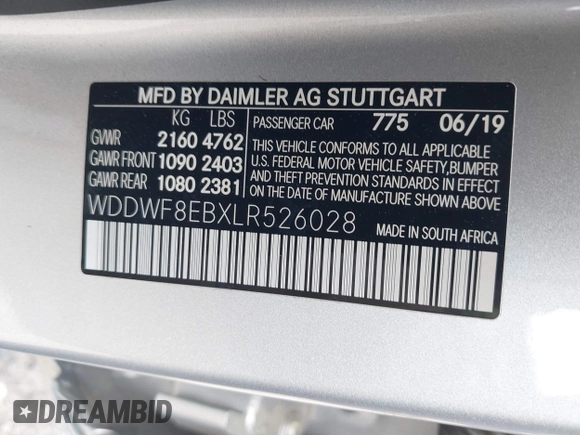 MFD BY DAIMLER AG STUTTGART
KG LBS
GVWR 2160 4762
GAWR FRONT 1090 2403
GAWR REAR 1080 2381
PASSENGER CAR 775 06/19
THIS VEHICLE CONFORMS TO ALL APPLICABLE
U.S. FEDERAL MOTOR VEHICLE SAFETY,BUMPER
AND THEFT PREVENTION STANDARDS IN EFFECT
ON THE DATE OF MANUFACTURE SHOWN ABOVE
WDDWF8EBXLR526028
MADE IN SOUTH AFRICA
DREAMBID